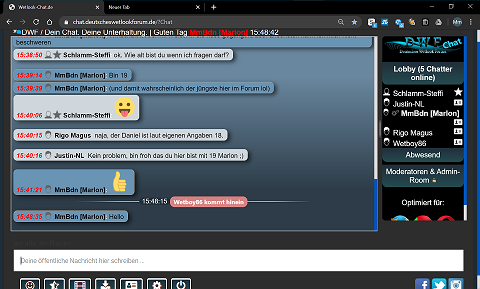 Wetlook-Chat.de
Neuer Tab
chat.deutscheswetlookforum.de/?Chat
DWF / Dein Chat. Deine Unterhaltung. | Guten Tag MmBdn [Marlon] 15:48:42
beschweren
15:38:50 Schlamm-Steffi ok. Wie alt bist du wenn ich fragen darf?
15:39:14 MmBdn [Marlon] Bin 19
15:39:39 MmBdn [Marlon] (und damit wahrscheinlich der jüngste hier im Forum lol)
15:40:06 Schlamm-Steffi
15:40:15 Rigo Magus naja, der Daniel ist laut eigenen Angaben 18.
15:40:16 Justin-NL Kein problem, bin froh das du hier bist mit 19 Marlon ;)
15:41:21 MmBdn [Marlon]
15:48:15 Wetboy86 kommt hinein
15:48:35 MmBdn [Marlon] Hello
Deine öffentliche Nachricht hier schreiben ...
DWF Chat
Lobby (5 Chatter online)
Schlamm-Steffi
Justin-NL
MmBdn [Marlon]
Rigo Magus
Wetboy86
Abwesend
Moderatoren & Admin-
Room
Optimiert für: